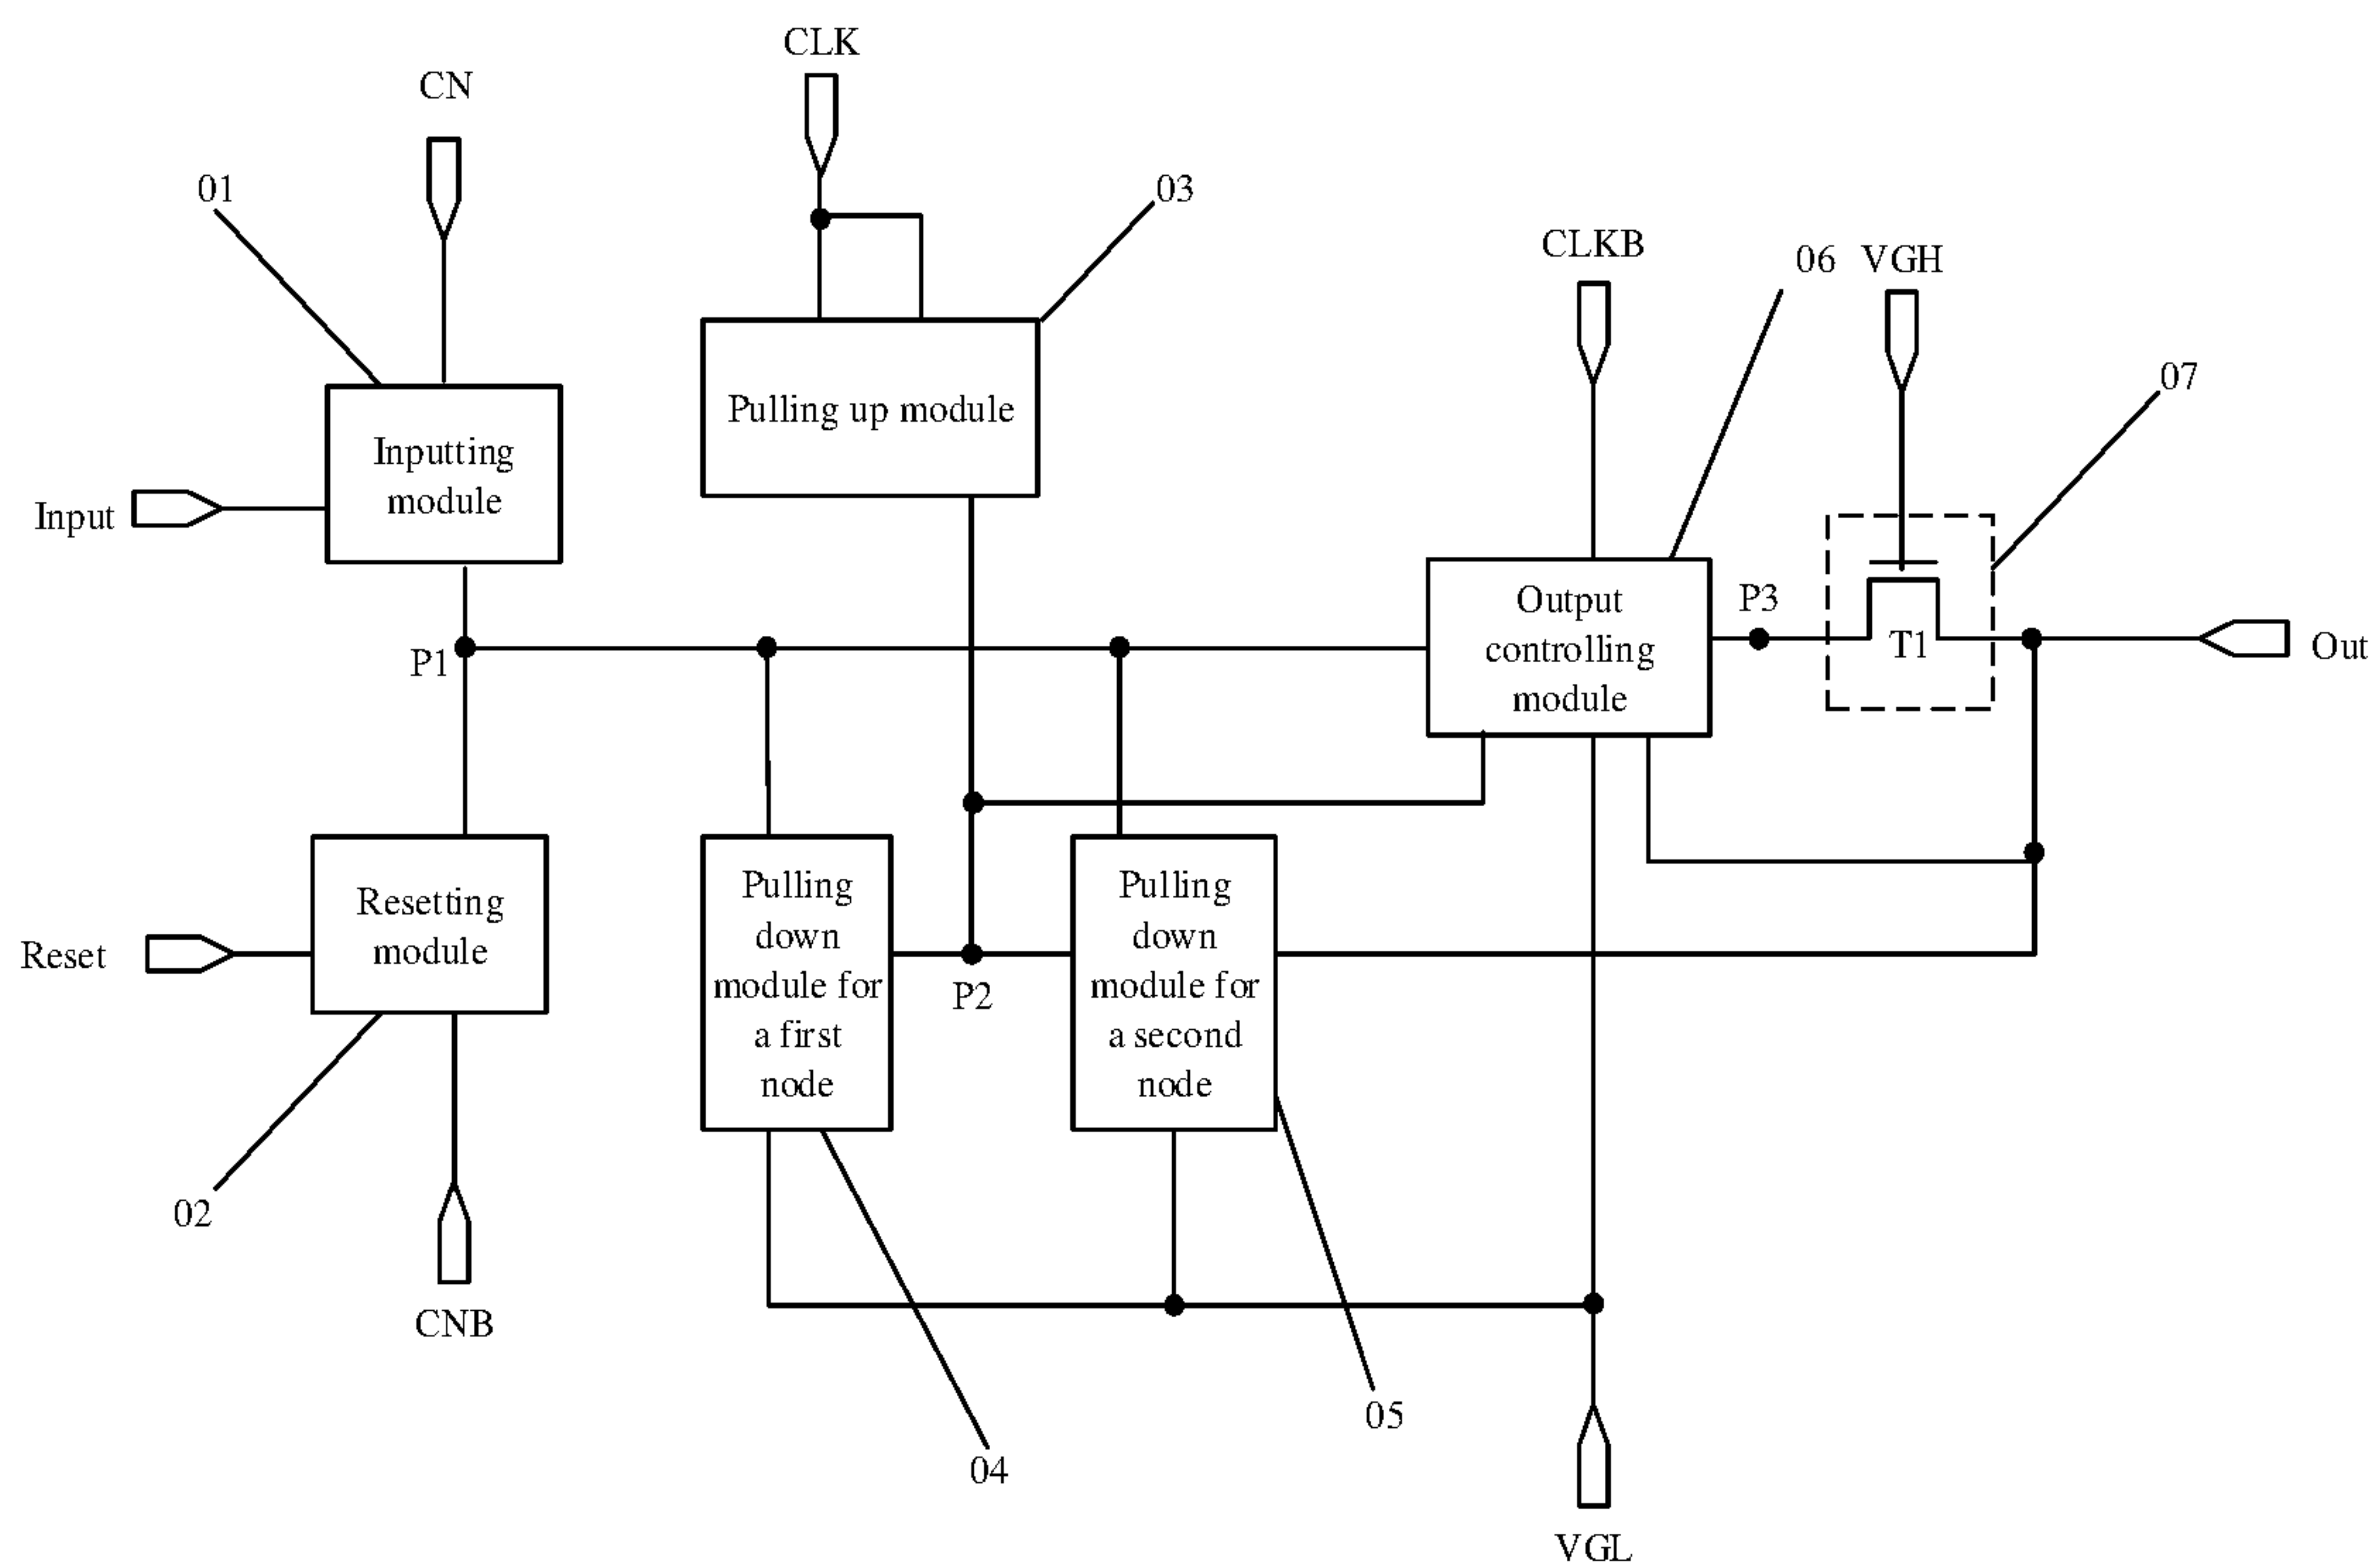 CLK
CN
01
03
CLKB
06
VGH
07
Pulling up module
Inputting
module
Input
Output
controlling
module
P3
T1
Out
P1
Pulling
down
module for
a first
node
Pulling
down
module for
a second
node
Resetting
module
Reset
P2
02
CNB
05
04
VGL